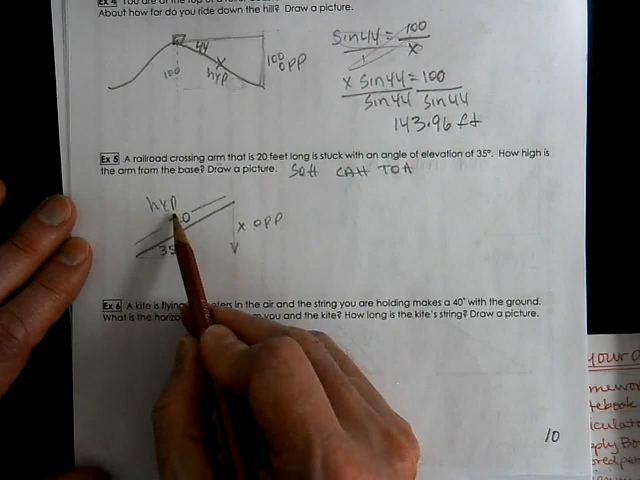 About how far do you ride down the hill? Draw a picture.
44
x
hyp
100
100 opp
Sin44 = 100
1 x
x Sin44 = 100
Sin44 Sin44
143.96 ft
Ex 5 A railroad crossing arm that is 20 feet long is stuck with an angle of elevation of 35°. How high is
the arm from the base? Draw a picture. SOH CAH TOA
hyp
x opp
35
Ex 6 A kite is flying in the air and the string you are holding makes a 40° with the ground.
What is the you and the kite? How long is the kite's string? Draw a picture.
10